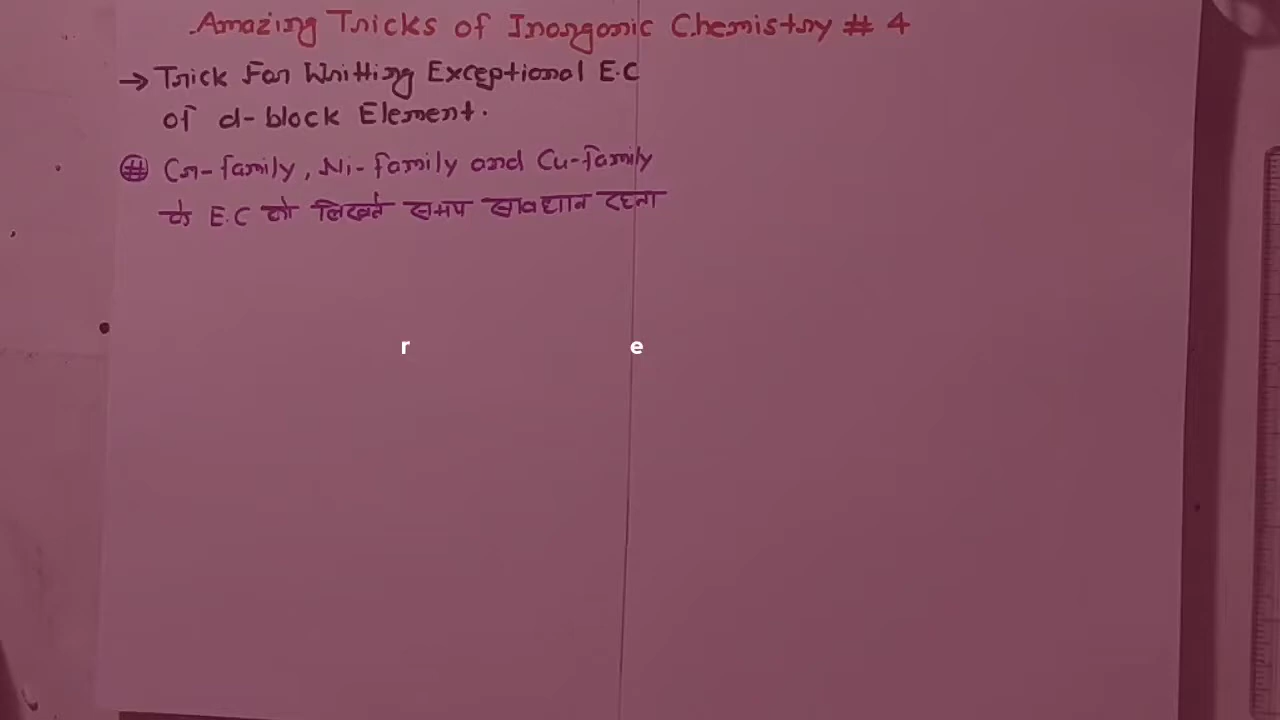 Amazing Tricks of Inorganic Chemistry # 4
→ Trick For Writting Exceptional E.C
of d-block Element.
# Cr-family, Ni-family and Cu-family
के E.C को लिखते समय सावधान रहना
r e